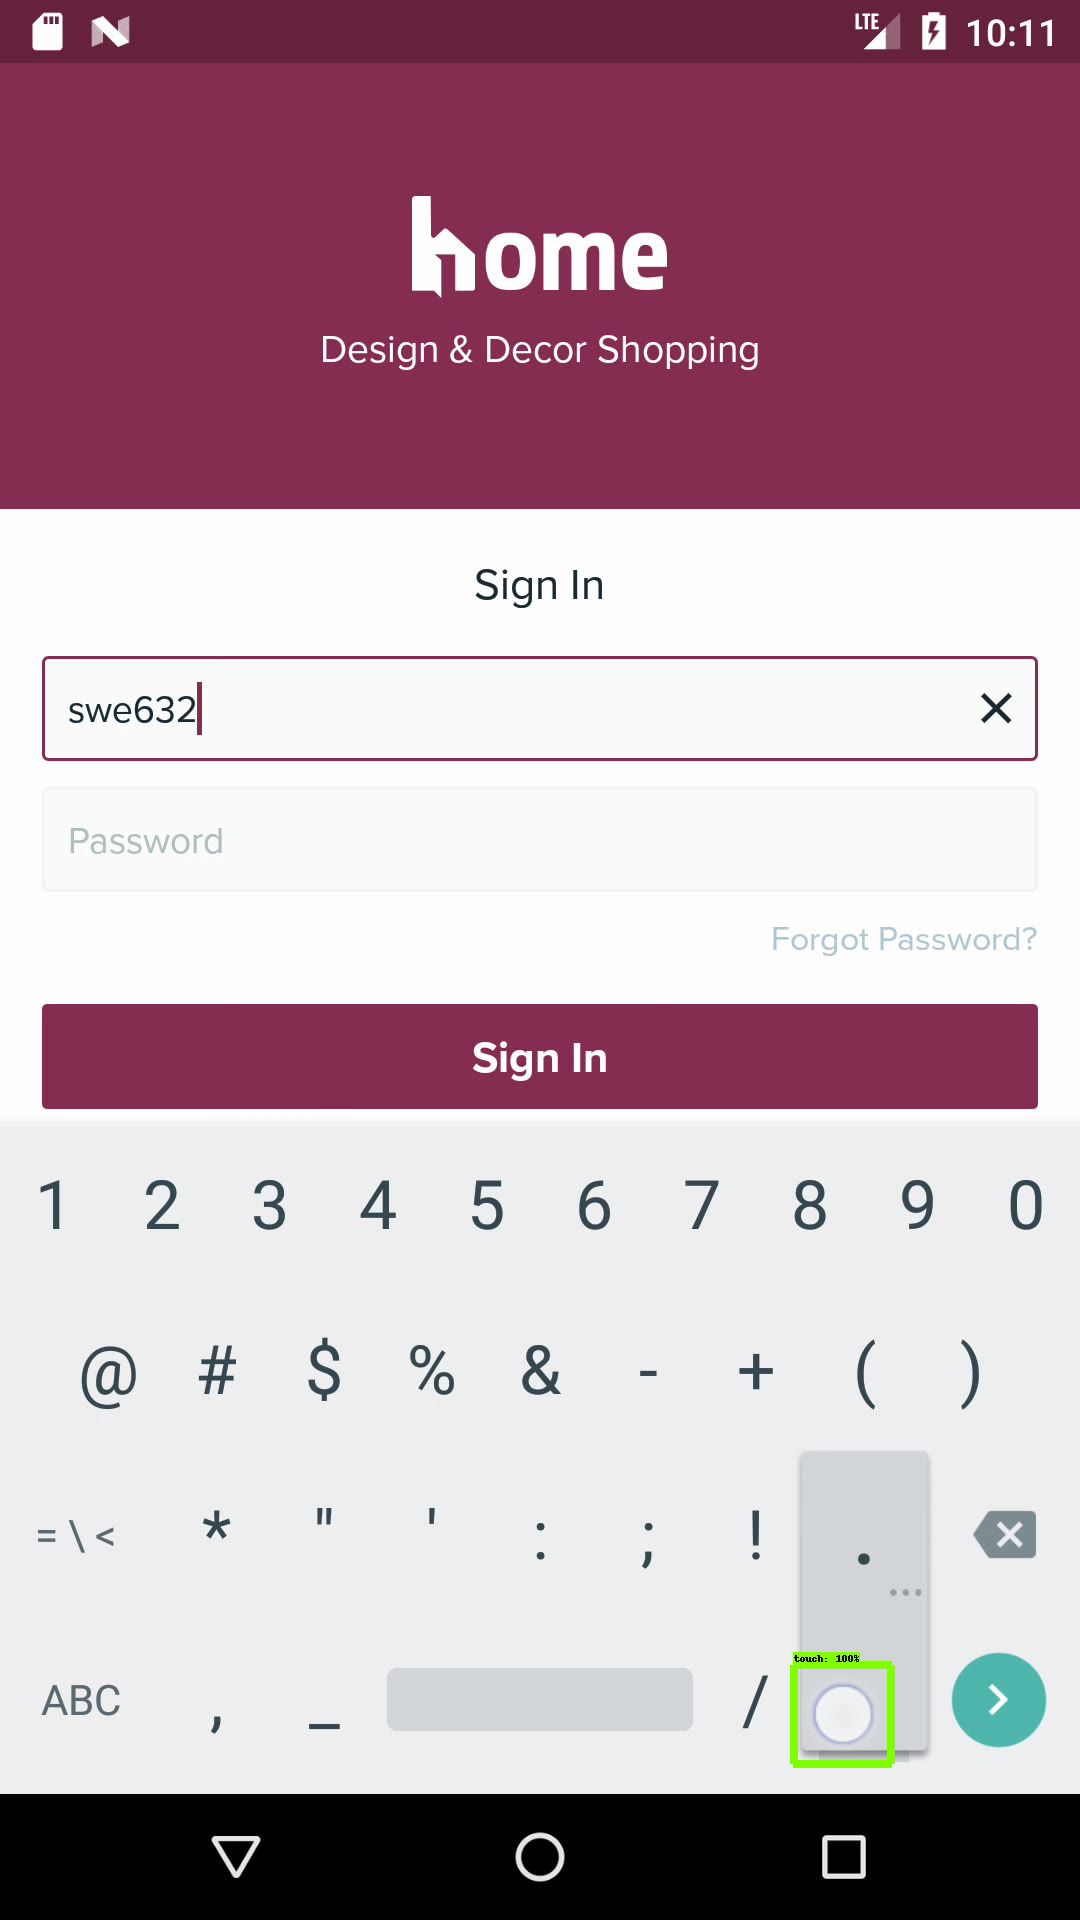 LTE 10:11
home
Design & Decor Shopping
Sign In
swe632
Password
Forgot Password?
Sign In
1 2 3 4 5 6 7 8 9 0
@ # $ % & - + ( )
= \ < * " ' : ; ! .
...
touch: 100%
ABC , _ /